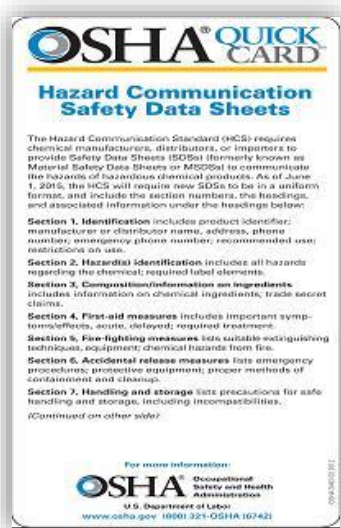 OSHA® QUICK
CARD™
Hazard Communication
Safety Data Sheets
The Hazard Communication Standard (HCS) requires
chemical manufacturers, distributors, or importers to
provide Safety Data Sheets (SDSs) (formerly known as
Material Safety Data Sheets or MSDSs) to communicate
the hazards of hazardous chemical products. As of June
1, 2015, the HCS will require new SDSs to be in a uniform
format, and include the section numbers, the headings,
and associated information under the headings below:
Section 1, Identification includes product identifier;
manufacturer or distributor name, address, phone
number; emergency phone number; recommended use;
restrictions on use.
Section 2, Hazard(s) identification includes all hazards
regarding the chemical; required label elements.
Section 3, Composition/information on ingredients
includes information on chemical ingredients; trade secret
claims.
Section 4, First-aid measures includes important symp-
toms/effects, acute, delayed; required treatment.
Section 5, Fire-fighting measures lists suitable extinguishing
techniques, equipment; chemical hazards from fire.
Section 6, Accidental release measures lists emergency
procedures; protective equipment; proper methods of
containment and cleanup.
Section 7, Handling and storage lists precautions for safe
handling and storage, including incompatibilities.
(Continued on other side)
For more information:
OSHA® Occupational
Safety and Health
Administration
U.S. Department of Labor
www.osha.gov (800) 321-OSHA (6742)